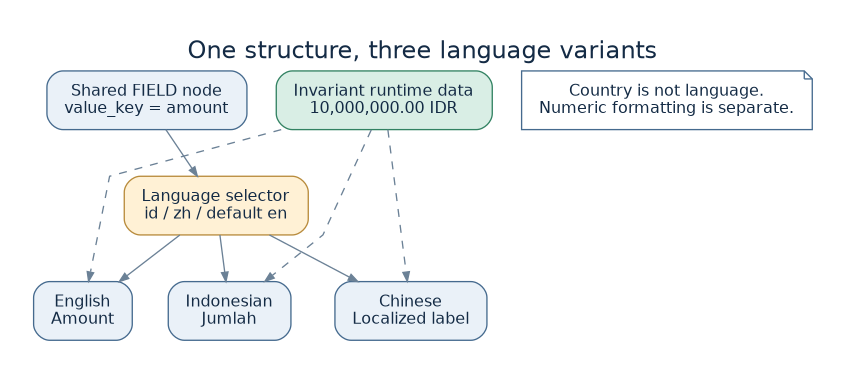 One structure, three language variants
Shared FIELD node
value_key = amount
Invariant runtime data
10,000,000.00 IDR
Country is not language.
Numeric formatting is separate.
Language selector
id / zh / default en
English
Amount
Indonesian
Jumlah
Chinese
Localized label